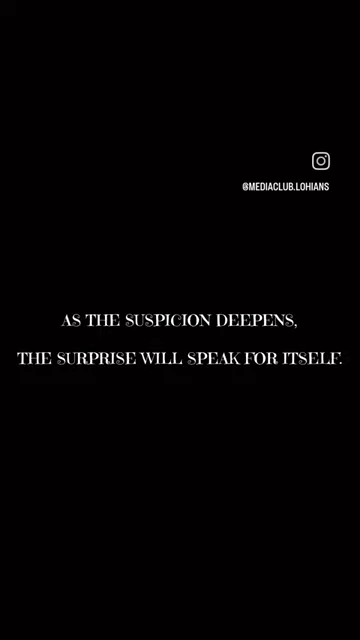 @MEDIACLUB.LOHIANS
AS THE SUSPICION DEEPENS,
THE SURPRISE WILL SPEAK FOR ITSELF.